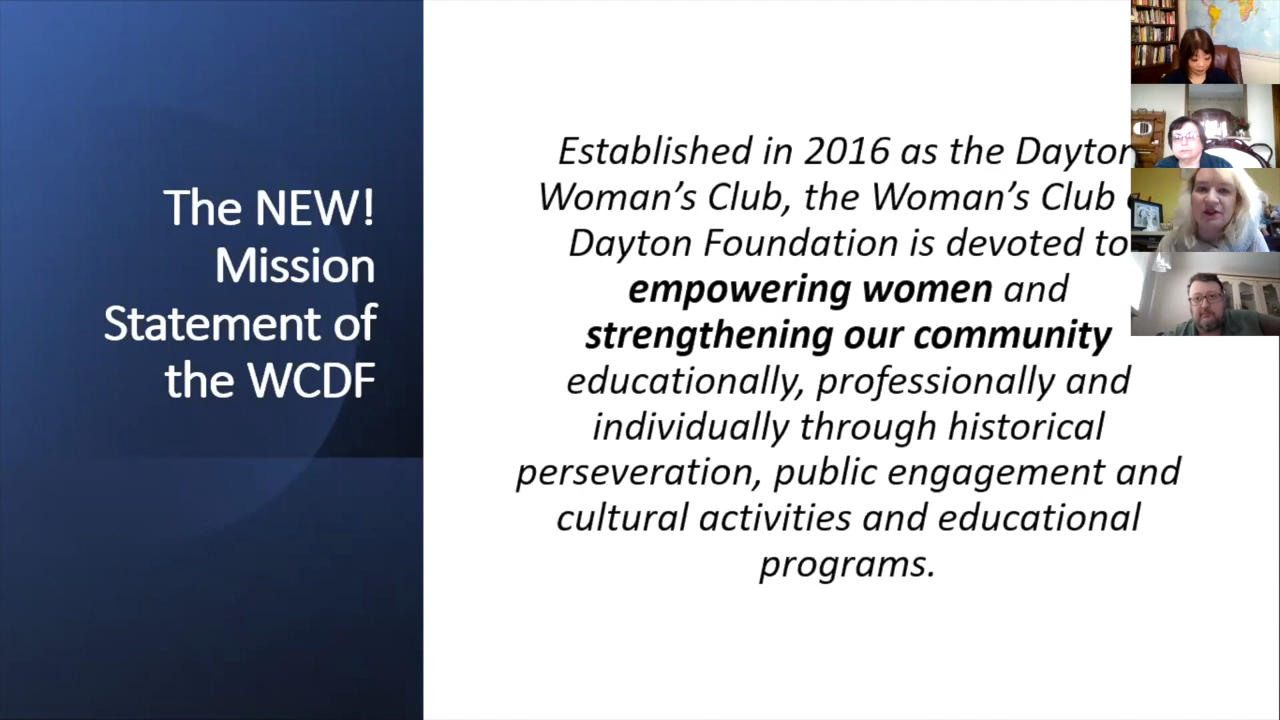 The NEW!
Mission
Statement of
the WCDF
Established in 2016 as the Dayton
Woman’s Club, the Woman’s Club
Dayton Foundation is devoted to
empowering women and
strengthening our community
educationally, professionally and
individually through historical
perseveration, public engagement and
cultural activities and educational
programs.